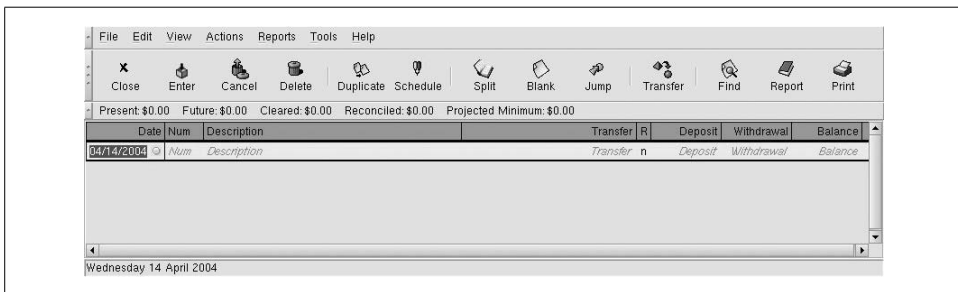 File Edit View Actions Reports Tools Help
Close Enter Cancel Delete Duplicate Schedule Split Blank Jump Transfer Find Report Print
Present: $0.00 Future: $0.00 Cleared: $0.00 Reconciled: $0.00 Projected Minimum: $0.00
Date Num Description Transfer R Deposit Withdrawal Balance
04/14/2004 Num Description Transfer n Deposit Withdrawal Balance
Wednesday 14 April 2004